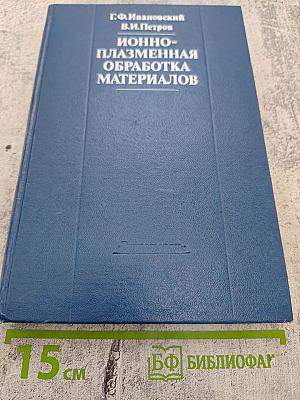 Г.Ф.Ивановский
В.И.Петров
ИОННО-
ПЛАЗМЕННАЯ
ОБРАБОТКА
МАТЕРИАЛОВ
15 см
БФ БИБЛИОФАГ